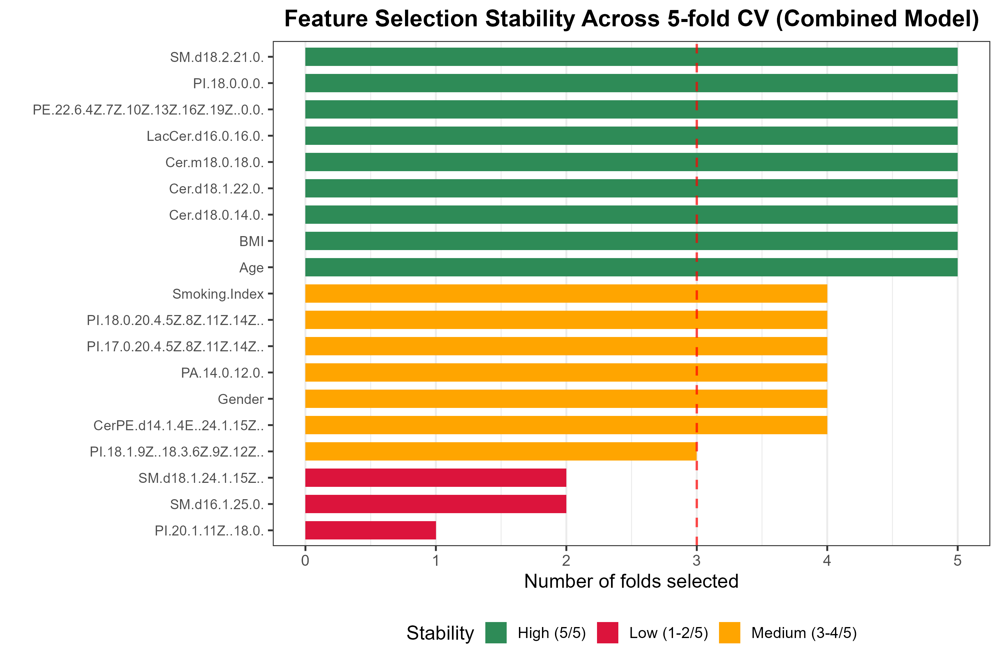 Feature Selection Stability Across 5-fold CV (Combined Model)
SM.d18.2.21.0.
PI.18.0.0.0.
PE.22.6.4Z.7Z.10Z.13Z.16Z.19Z..0.0.
LacCer.d16.0.16.0.
Cer.m18.0.18.0.
Cer.d18.1.22.0.
Cer.d18.0.14.0.
BMI
Age
Smoking.Index
PI.18.0.20.4.5Z.8Z.11Z.14Z..
PI.17.0.20.4.5Z.8Z.11Z.14Z..
PA.14.0.12.0.
Gender
CerPE.d14.1.4E..24.1.15Z..
PI.18.1.9Z..18.3.6Z.9Z.12Z..
SM.d18.1.24.1.15Z..
SM.d16.1.25.0.
PI.20.1.11Z..18.0.
0 1 2 3 4 5
Number of folds selected
Stability High (5/5) Low (1-2/5) Medium (3-4/5)